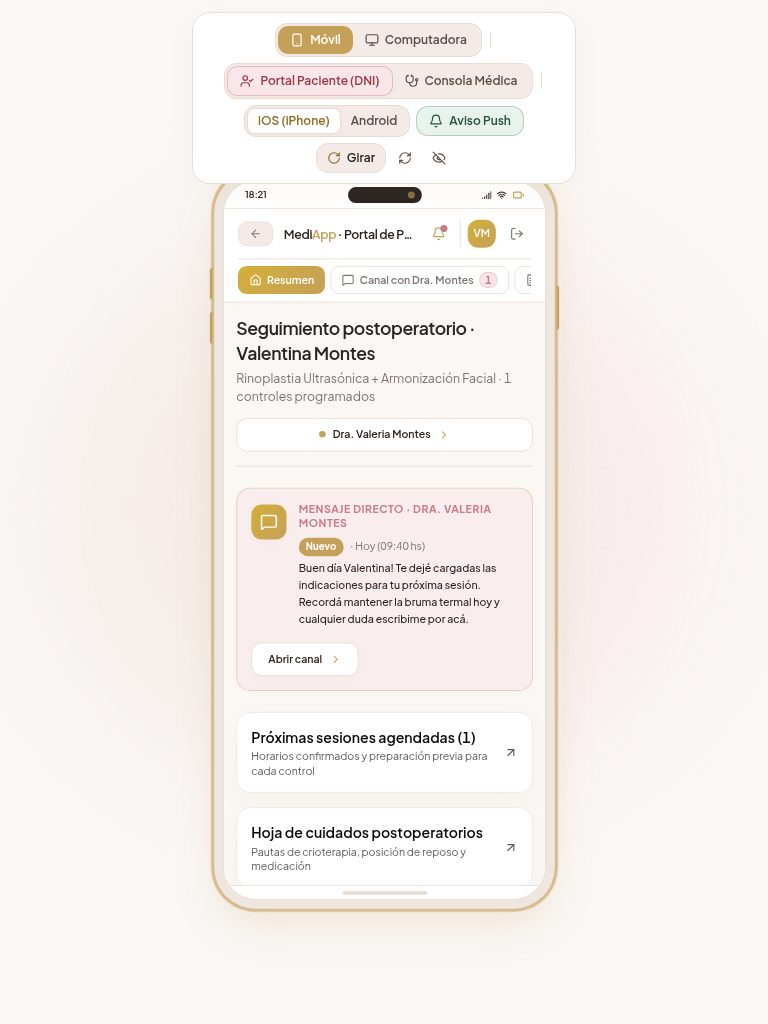 Móvil
Computadora
Portal Paciente (DNI)
Consola Médica
iOS (iPhone)
Android
Aviso Push
Girar
18:21
MediApp · Portal de P...
VM
Resumen
Canal con Dra. Montes 1
Seguimiento postoperatorio ·
Valentina Montes
Rinoplastia Ultrasónica + Armonización Facial · 1
controles programados
Dra. Valeria Montes
MENSAJE DIRECTO · DRA. VALERIA
MONTES
Nuevo · Hoy (09:40 hs)
Buen día Valentina! Te dejé cargadas las
indicaciones para tu próxima sesión.
Recordá mantener la bruma termal hoy y
cualquier duda escribime por acá.
Abrir canal
Próximas sesiones agendadas (1)
Horarios confirmados y preparación previa para
cada control
Hoja de cuidados postoperatorios
Pautas de crioterapia, posición de reposo y
medicación